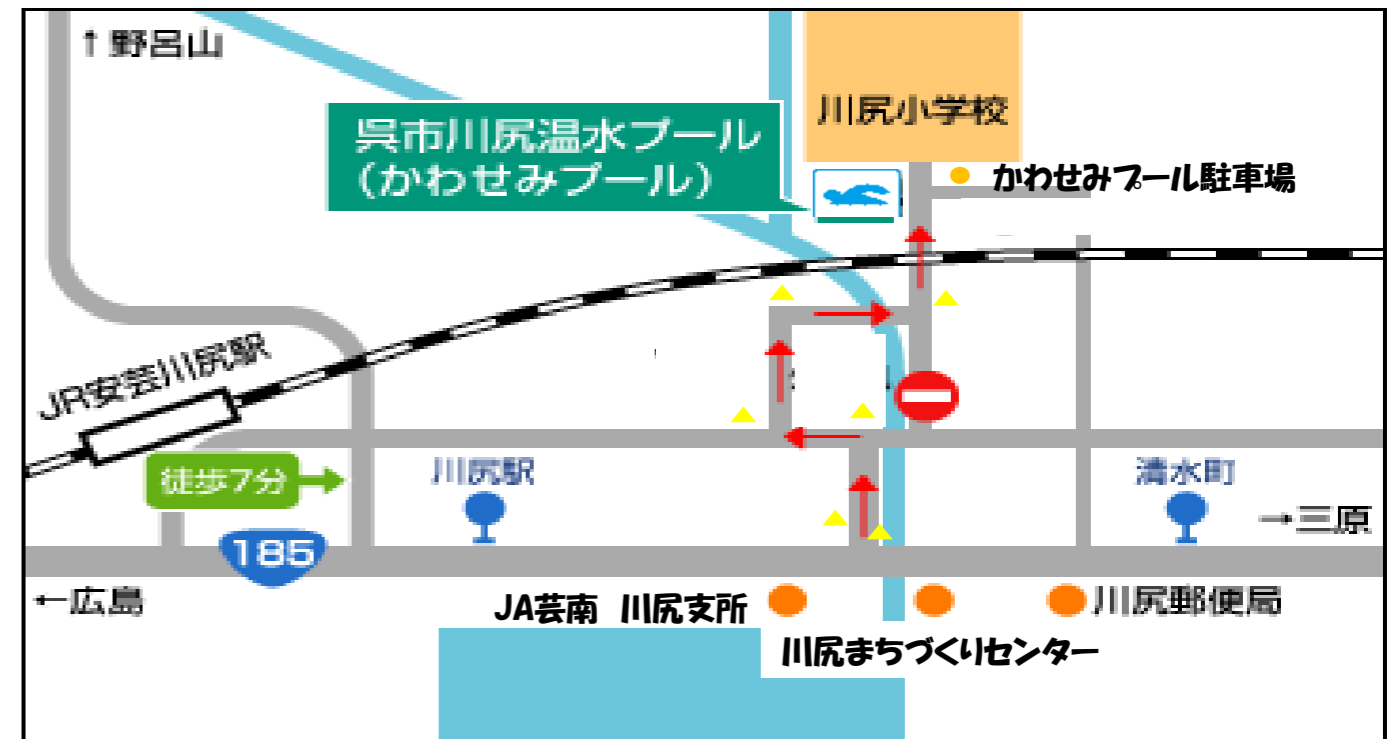 ↑野呂山
川尻小学校
呉市川尻温水プール
(かわせみプール)
かわせみプール駐車場
JR安芸川尻駅
徒歩7分→
川尻駅
清水町
→三原
185
←広島
JA芸南 川尻支所
川尻郵便局
川尻まちづくりセンター